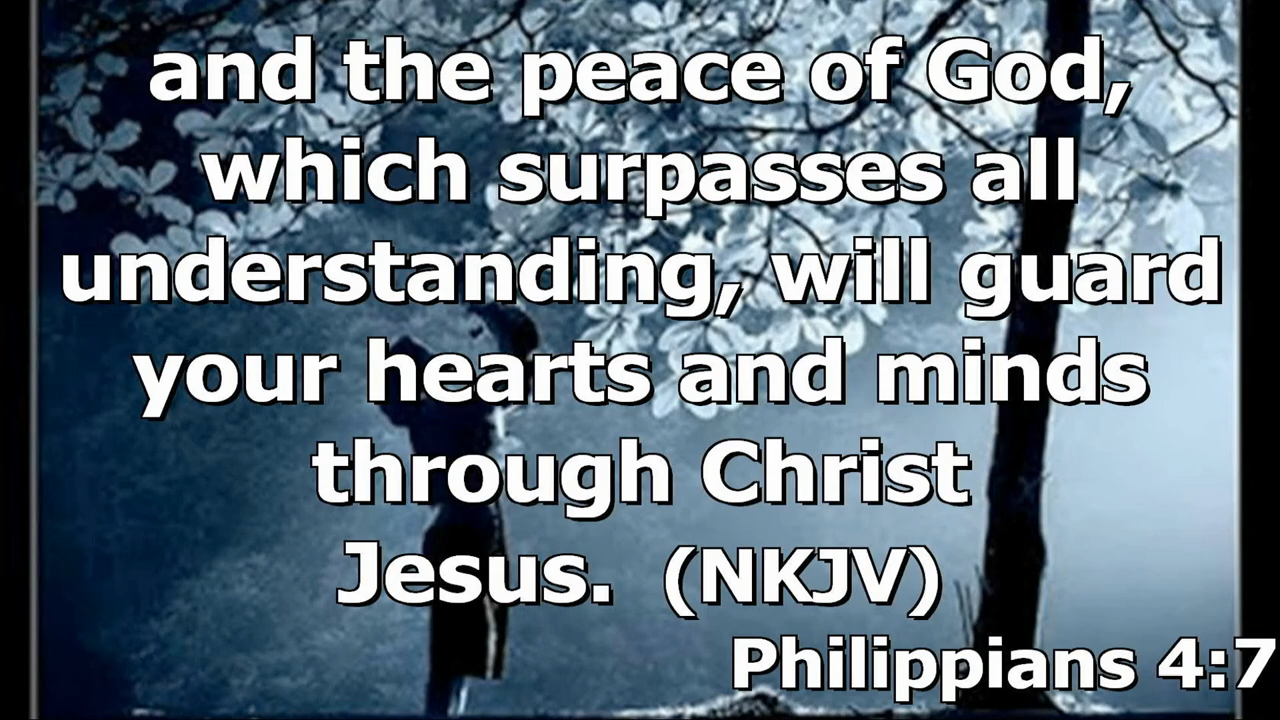 and the peace of God,
which surpasses all
understanding, will guard
your hearts and minds
through Christ
Jesus.  (NKJV)
Philippians 4:7